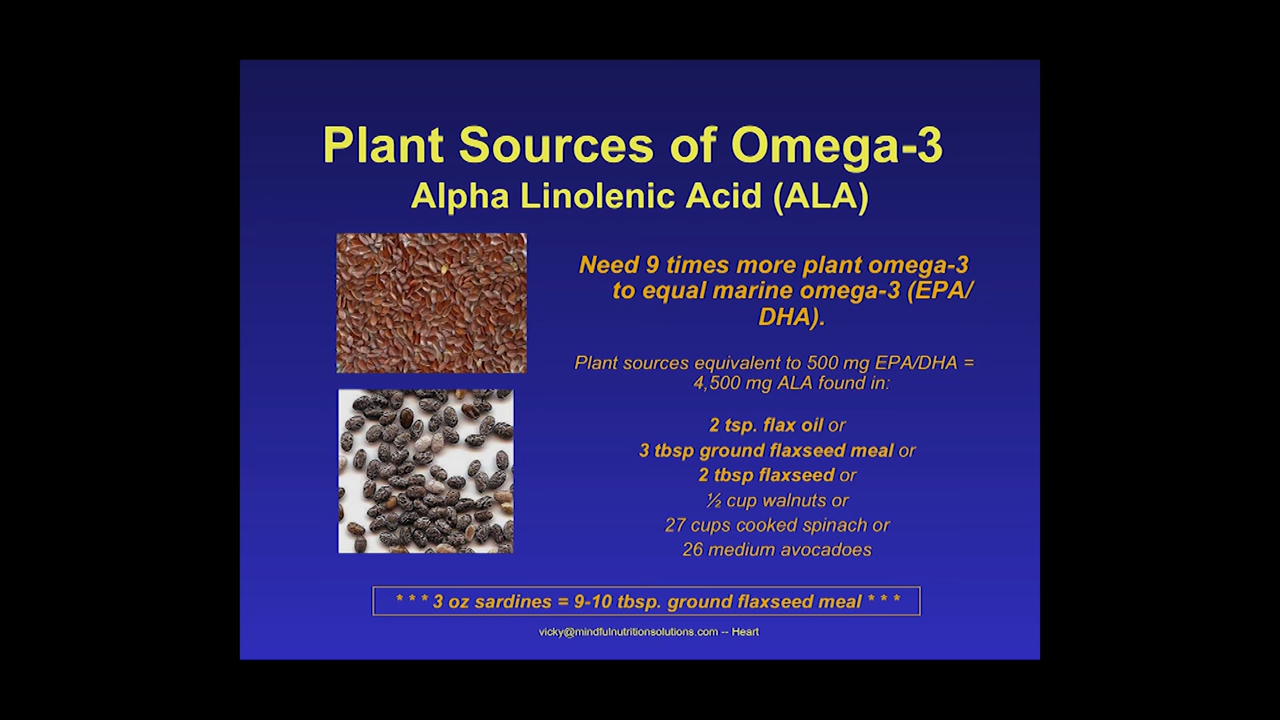 Plant Sources of Omega-3
Alpha Linolenic Acid (ALA)
Need 9 times more plant omega-3
to equal marine omega-3 (EPA/
DHA).
Plant sources equivalent to 500 mg EPA/DHA =
4,500 mg ALA found in:
2 tsp. flax oil or
3 tbsp ground flaxseed meal or
2 tbsp flaxseed or
½ cup walnuts or
27 cups cooked spinach or
26 medium avocadoes
* * * 3 oz sardines = 9-10 tbsp. ground flaxseed meal * * *
vicky@mindfulnutritionsolutions.com -- Heart